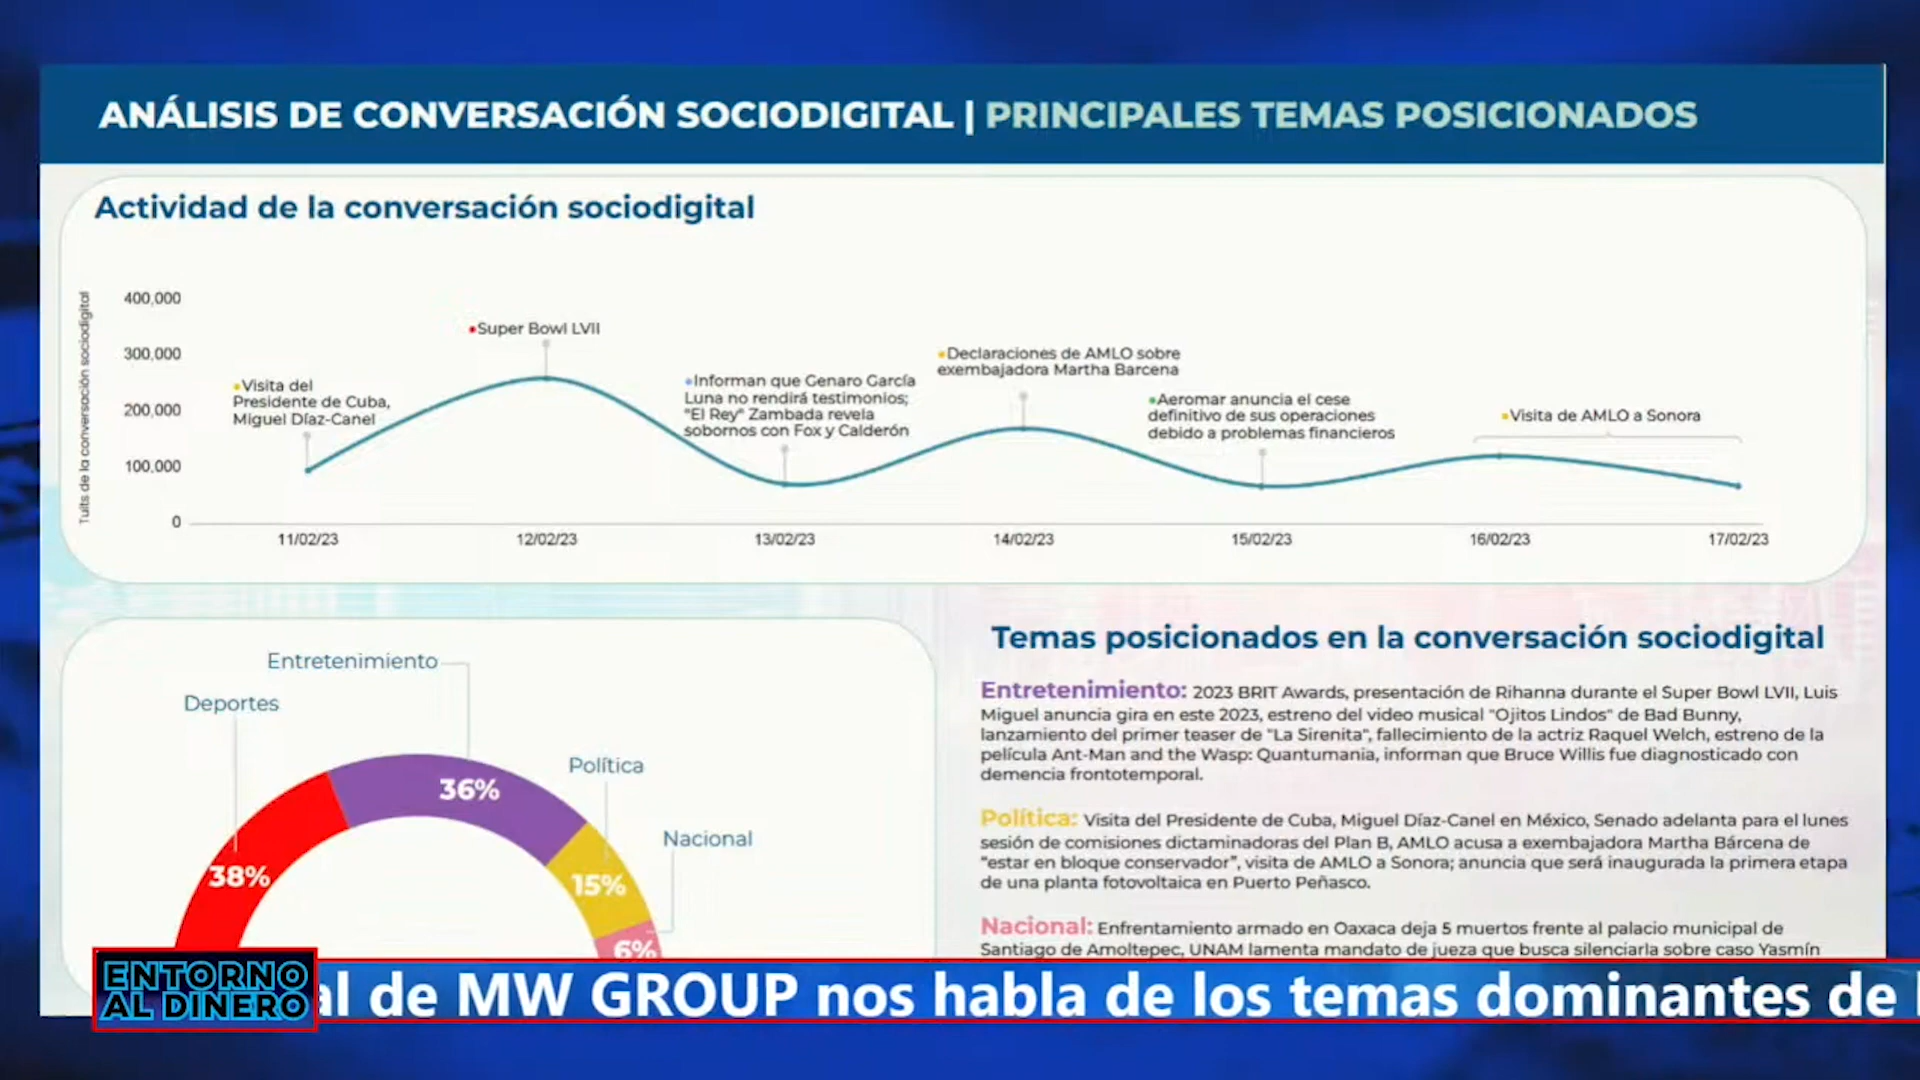 ANÁLISIS DE CONVERSACIÓN SOCIODIGITAL | PRINCIPALES TEMAS POSICIONADOS
Actividad de la conversación sociodigital
Tuits de la conversación sociodigital
400,000
300,000
200,000
100,000
0
Visita del
Presidente de Cuba,
Miguel Díaz-Canel
Super Bowl LVII
Informan que Genaro García
Luna no rendirá testimonios;
"El Rey" Zambada revela
sobornos con Fox y Calderón
Declaraciones de AMLO sobre
exembajadora Martha Barcena
Aeromar anuncia el cese
definitivo de sus operaciones
debido a problemas financieros
Visita de AMLO a Sonora
11/02/23
12/02/23
13/02/23
14/02/23
15/02/23
16/02/23
17/02/23
Entretenimiento
Deportes
Política
Nacional
36%
38%
15%
6%
Temas posicionados en la conversación sociodigital
Entretenimiento: 2023 BRIT Awards, presentación de Rihanna durante el Super Bowl LVII, Luis
Miguel anuncia gira en este 2023, estreno del video musical "Ojitos Lindos" de Bad Bunny,
lanzamiento del primer teaser de "La Sirenita", fallecimiento de la actriz Raquel Welch, estreno de la
película Ant-Man and the Wasp: Quantumania, informan que Bruce Willis fue diagnosticado con
demencia frontotemporal.
Política: Visita del Presidente de Cuba, Miguel Díaz-Canel en México, Senado adelanta para el lunes
sesión de comisiones dictaminadoras del Plan B, AMLO acusa a exembajadora Martha Bárcena de
"estar en bloque conservador", visita de AMLO a Sonora; anuncia que será inaugurada la primera etapa
de una planta fotovoltaica en Puerto Peñasco.
Nacional: Enfrentamiento armado en Oaxaca deja 5 muertos frente al palacio municipal de
Santiago de Amoltepec, UNAM lamenta mandato de jueza que busca silenciarla sobre caso Yasmín
ENTORNO
AL DINERO
al de MW GROUP nos habla de los temas dominantes de l